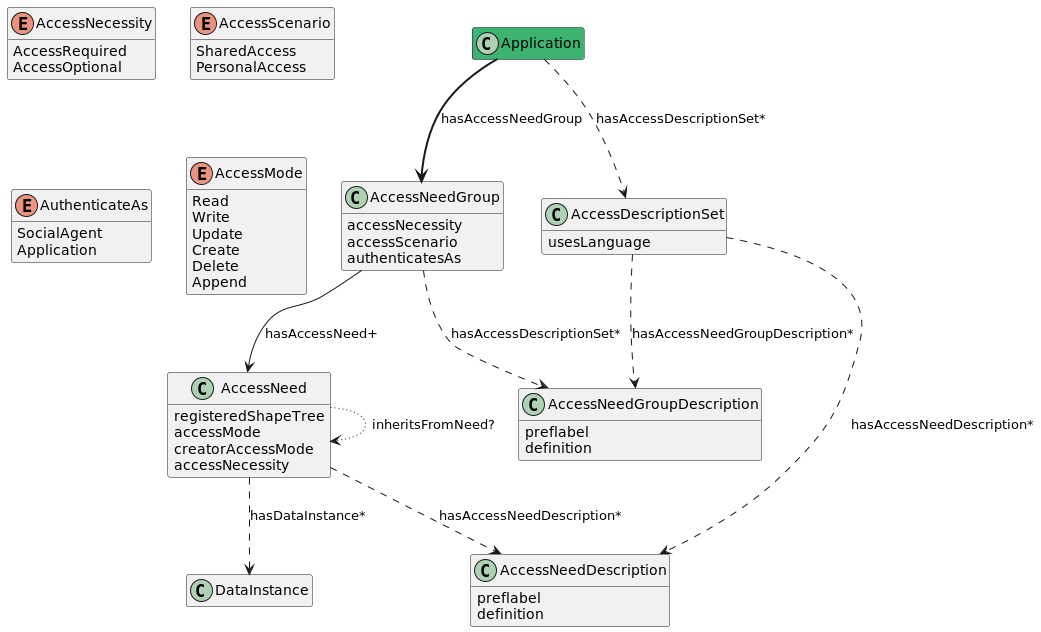 E AccessNecessity
AccessRequired
AccessOptional
E AccessScenario
SharedAccess
PersonalAccess
C Application
hasAccessNeedGroup
hasAccessDescriptionSet*
E AuthenticateAs
SocialAgent
Application
E AccessMode
Read
Write
Update
Create
Delete
Append
C AccessNeedGroup
accessNecessity
accessScenario
authenticatesAs
C AccessDescriptionSet
usesLanguage
hasAccessNeed+
hasAccessDescriptionSet*
hasAccessNeedGroupDescription*
C AccessNeed
registeredShapeTree
accessMode
creatorAccessMode
accessNecessity
inheritsFromNeed?
C AccessNeedGroupDescription
preflabel
definition
hasAccessNeedDescription*
hasDataInstance*
hasAccessNeedDescription*
C DataInstance
C AccessNeedDescription
preflabel
definition